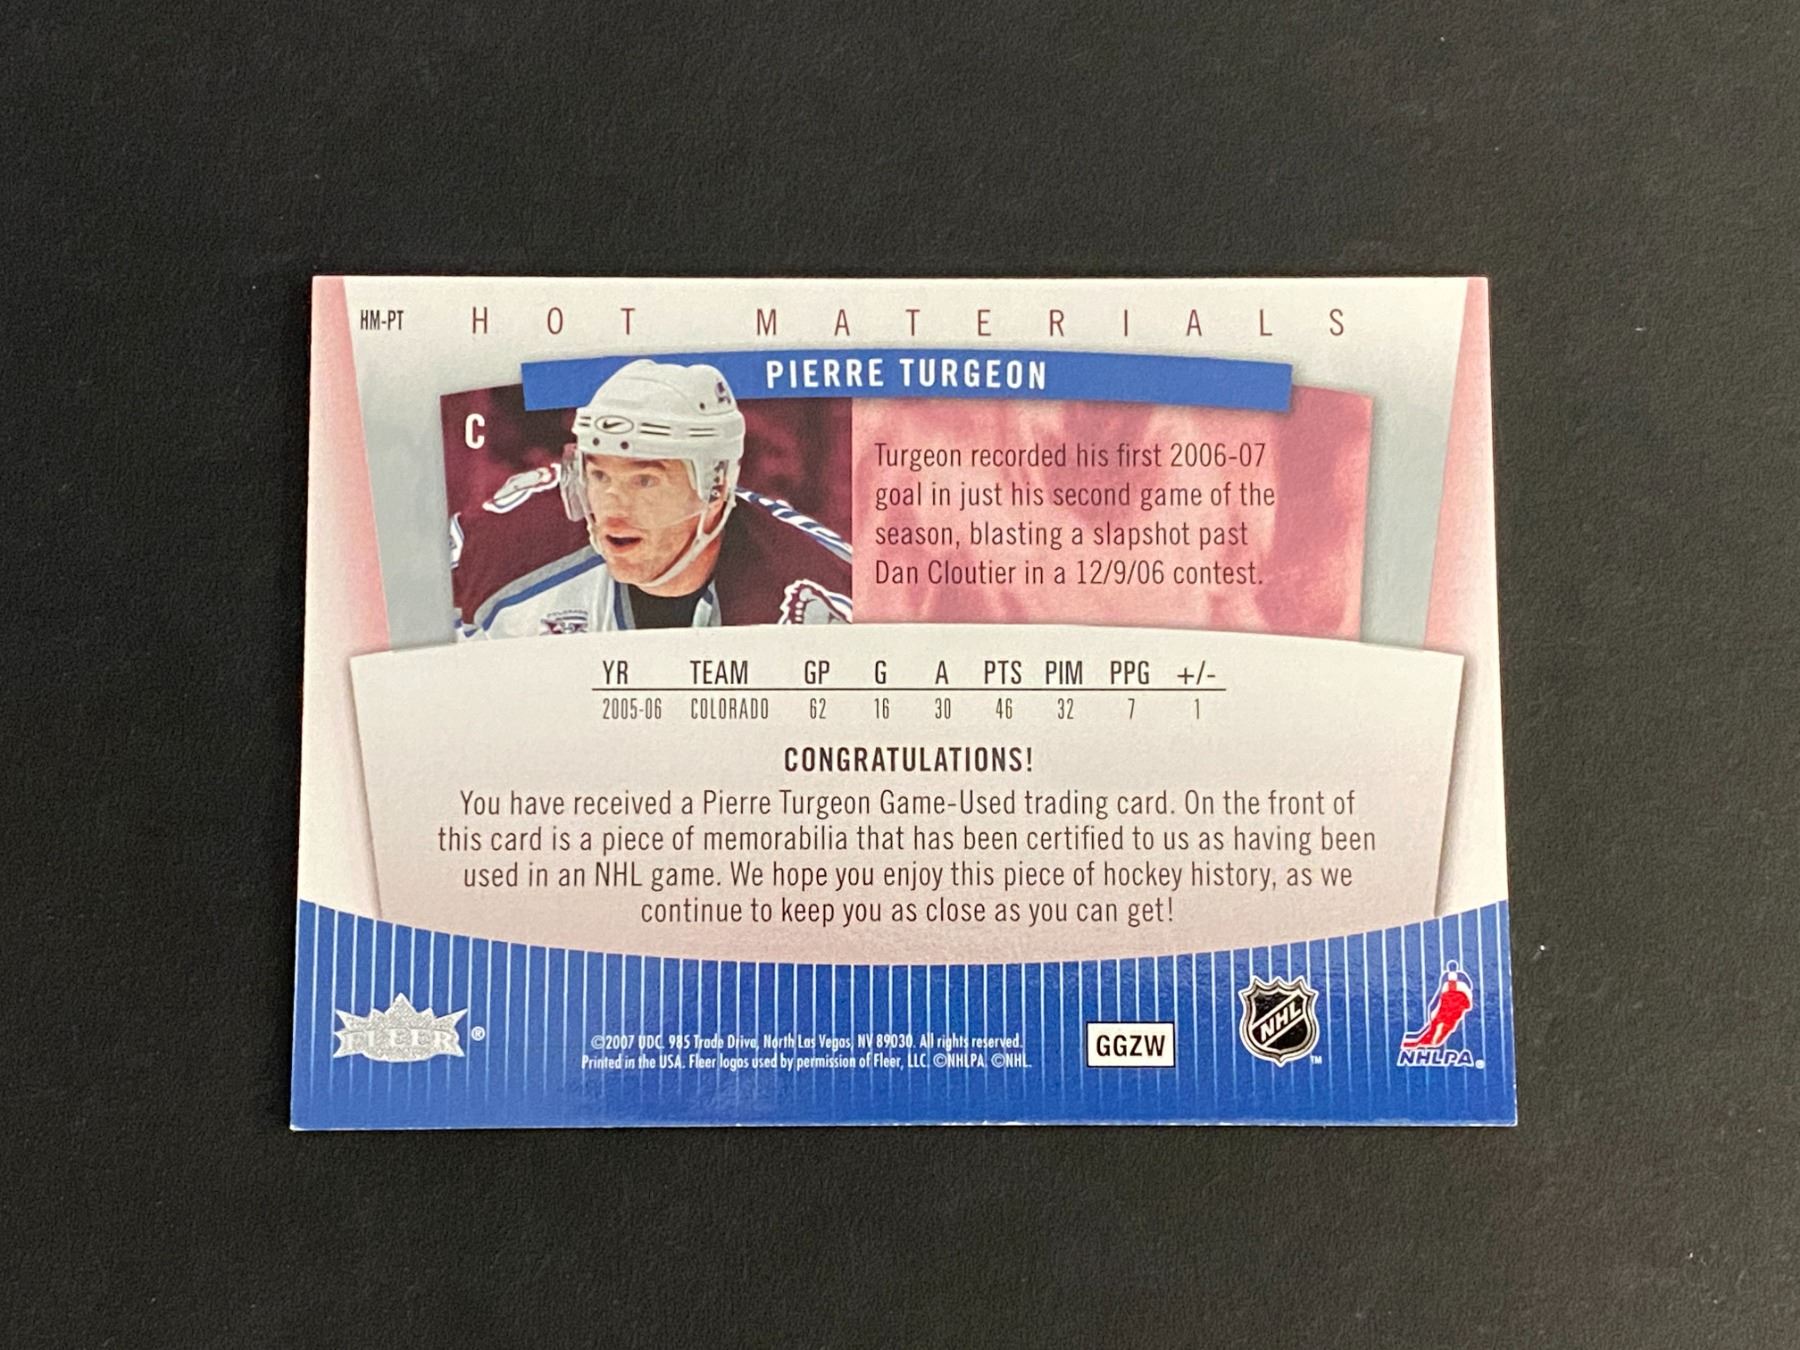 HM-PT
HOT MATERIALS
PIERRE TURGEON
C
Turgeon recorded his first 2006-07
goal in just his second game of the
season, blasting a slapshot past
Dan Cloutier in a 12/9/06 contest.
YR TEAM GP G A PTS PIM PPG +/-
2005-06 COLORADO 62 16 30 46 32 7 1
CONGRATULATIONS!
You have received a Pierre Turgeon Game-Used trading card. On the front of
this card is a piece of memorabilia that has been certified to us as having been
used in an NHL game. We hope you enjoy this piece of hockey history, as we
continue to keep you as close as you can get!
FLEER®
©2007 UDC. 985 Trade Drive, North Las Vegas, NV 89030. All rights reserved.
Printed in the USA. Fleer logos used by permission of Fleer, LLC. ©NHLPA. ©NHL.
GGZW
NHL™
NHLPA®